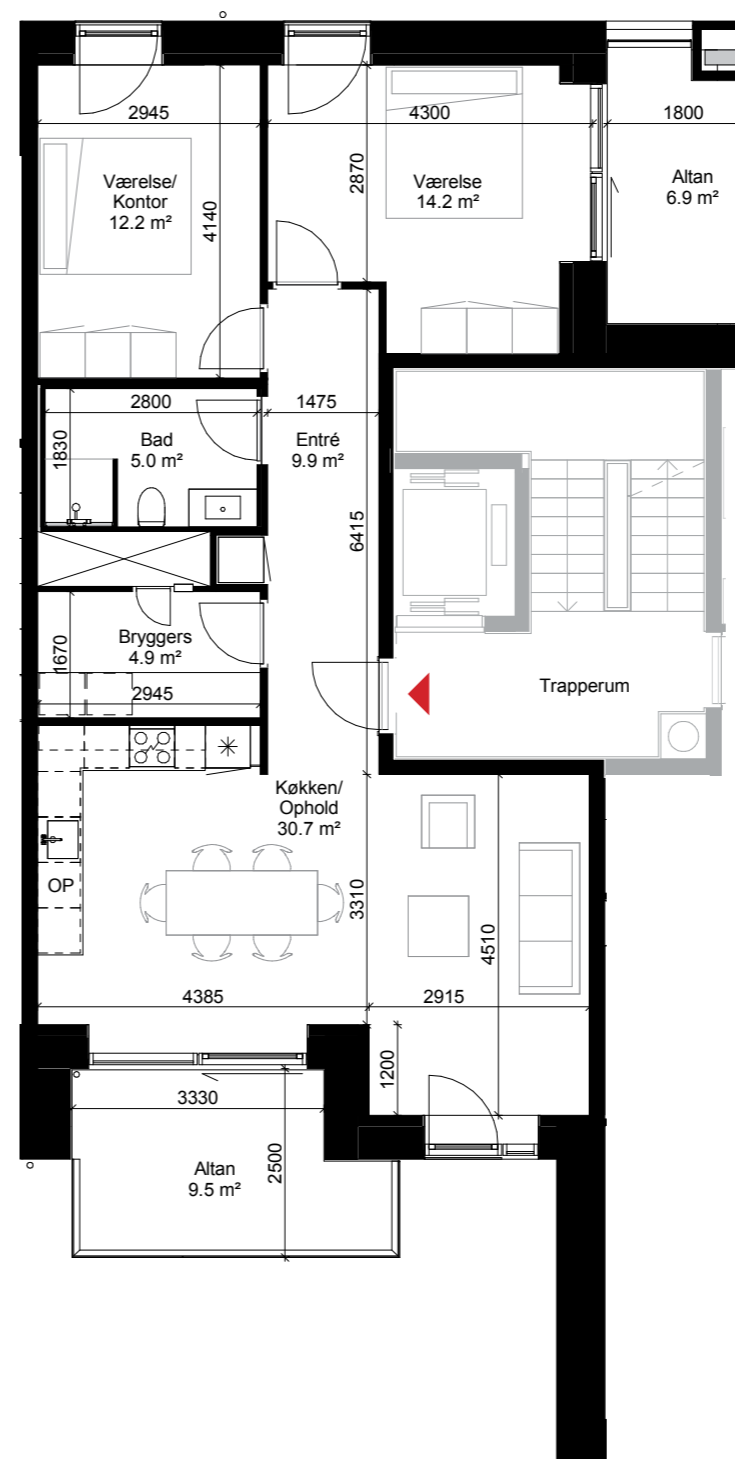 2945
4300
1800
Værelse/
Kontor
12.2 m²
4140
2870
Værelse
14.2 m²
Altan
6.9 m²
2800
1475
1830
Bad
5.0 m²
Entré
9.9 m²
6415
Bryggers
4.9 m²
1670
2945
Trapperum
Køkken/
Ophold
30.7 m²
OP
3310
4510
4385
2915
1200
3330
2500
Altan
9.5 m²